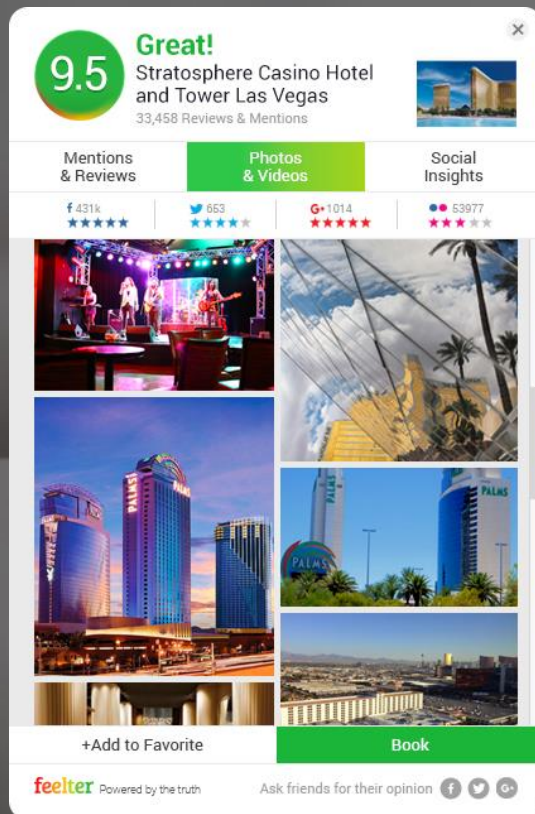 9.5
Great!
Stratosphere Casino Hotel
and Tower Las Vegas
33,458 Reviews & Mentions
Mentions
& Reviews
Photos
& Videos
Social
Insights
f 431k
653
G+ 1014
53977
PALMS
PALMS
PALMS
PALMS
+Add to Favorite
Book
feelter Powered by the truth
Ask friends for their opinion f G+